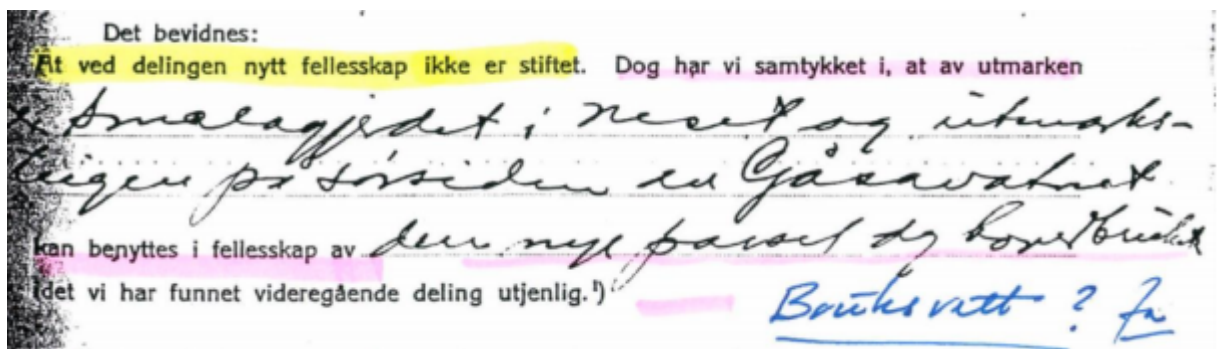 Det bevidnes:
At ved delingen nytt fellesskap ikke er stiftet. Dog har vi samtykket i, at av utmarken
Smalagjerdet i Neset og utmarks-
teigen på sørsiden av Gåsavatnet
kan benyttes i fellesskap av den nye parsel og hovedbruket
idet vi har funnet videregående deling utjenlig.¹)
Bruksrett? Ja